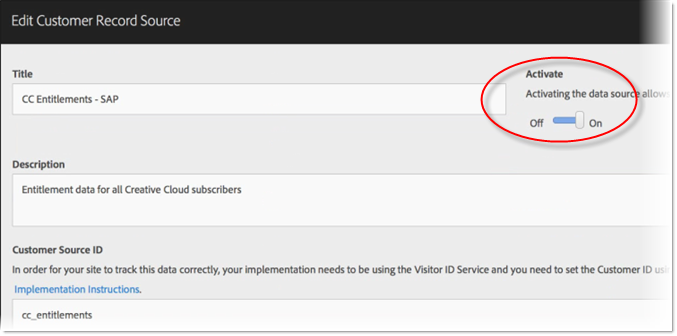 Edit Customer Record Source
Title
Activate
CC Entitlements - SAP
Activating the data source allows
Off On
Description
Entitlement data for all Creative Cloud subscribers
Customer Source ID
In order for your site to track this data correctly, your implementation needs to be using the Visitor ID Service and you need to set the Customer ID
Implementation Instructions.
cc_entitlements